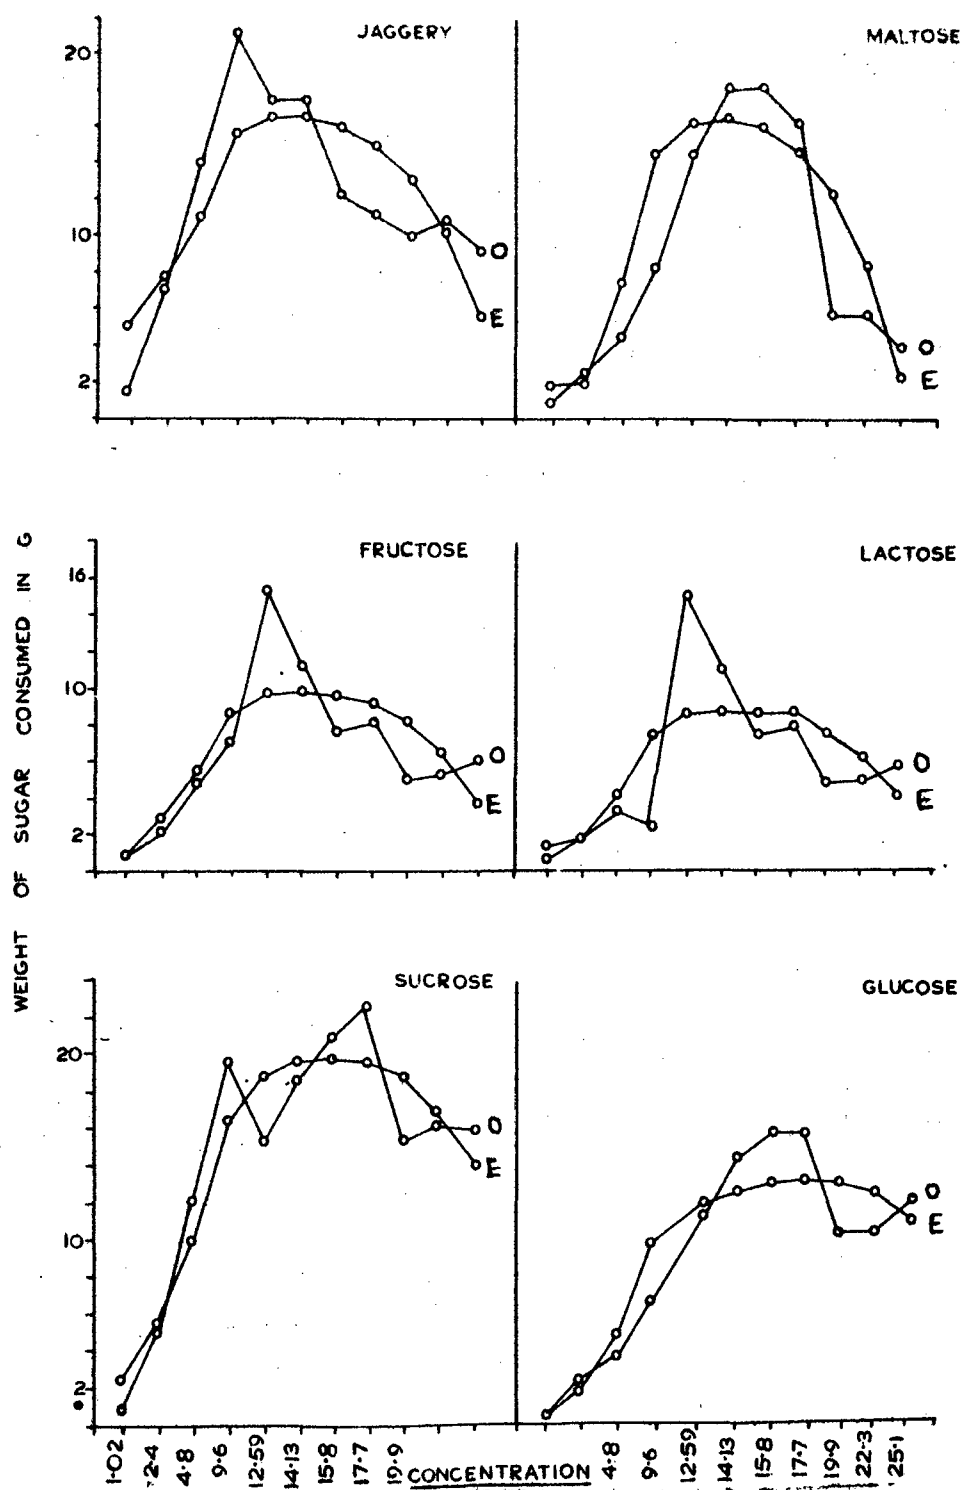 JAGGERY
MALTOSE
20
10
2
O
E
O
E
WEIGHT OF SUGAR CONSUMED IN G
FRUCTOSE
LACTOSE
16
10
2
O
E
O
E
SUCROSE
GLUCOSE
20
10
2
O
E
O
E
1·02 2·4 4·8 9·6 12·59 14·13 15·8 17·7 19·9 CONCENTRATION 4·8 9·6 12·59 14·13 15·8 17·7 19·9 22·3 25·1